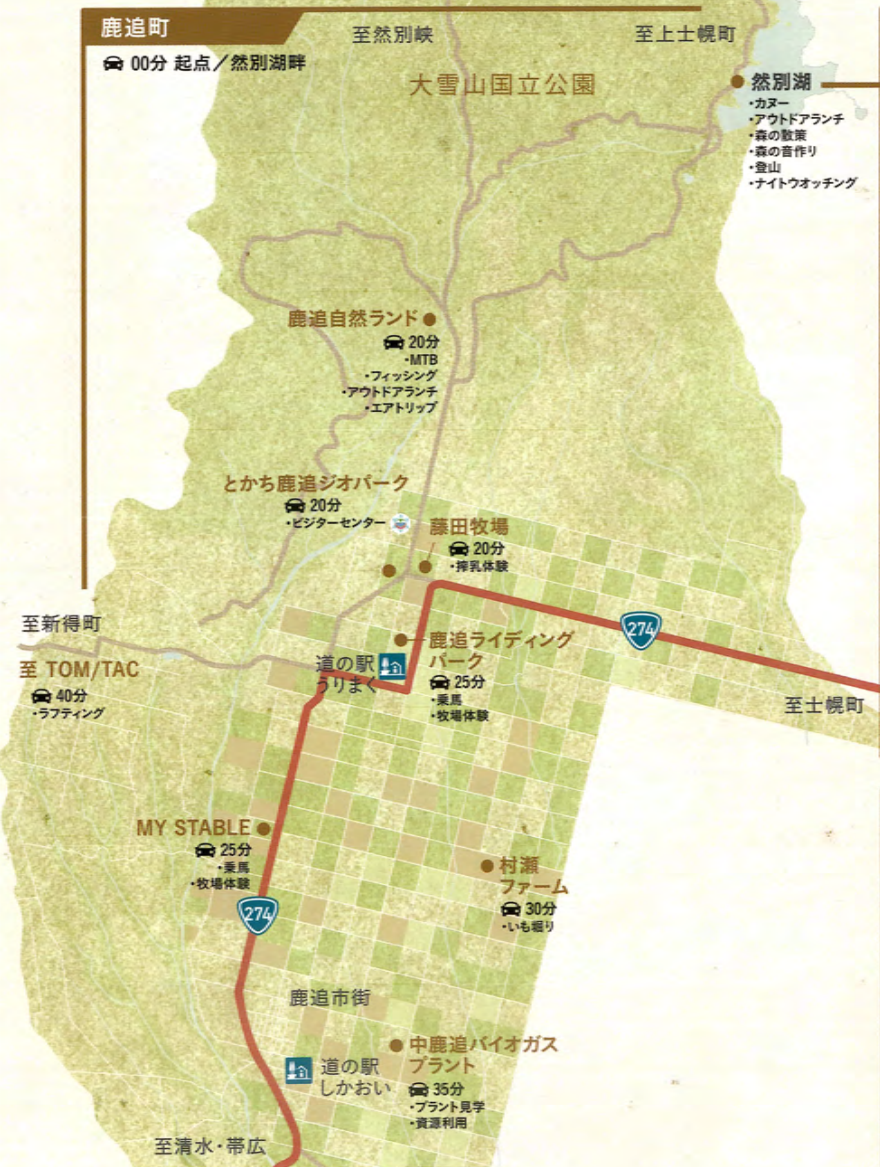 鹿追町
00分 起点／然別湖畔
至然別峡
至上士幌町
大雪山国立公園
然別湖
・カヌー
・アウトドアランチ
・森の散策
・森の音作り
・登山
・ナイトウオッチング
鹿追自然ランド
20分
・MTB
・フィッシング
・アウトドアランチ
・エアトリップ
とかち鹿追ジオパーク
20分
・ビジターセンター
藤田牧場
20分
・搾乳体験
至新得町
至 TOM/TAC
40分
・ラフティング
274
道の駅
うりまく
鹿追ライディング
パーク
25分
・乗馬
・牧場体験
至士幌町
MY STABLE
25分
・乗馬
・牧場体験
村瀬
ファーム
30分
・いも堀り
274
鹿追市街
中鹿追バイオガス
プラント
35分
・プラント見学
・資源利用
道の駅
しかおい
至清水・帯広